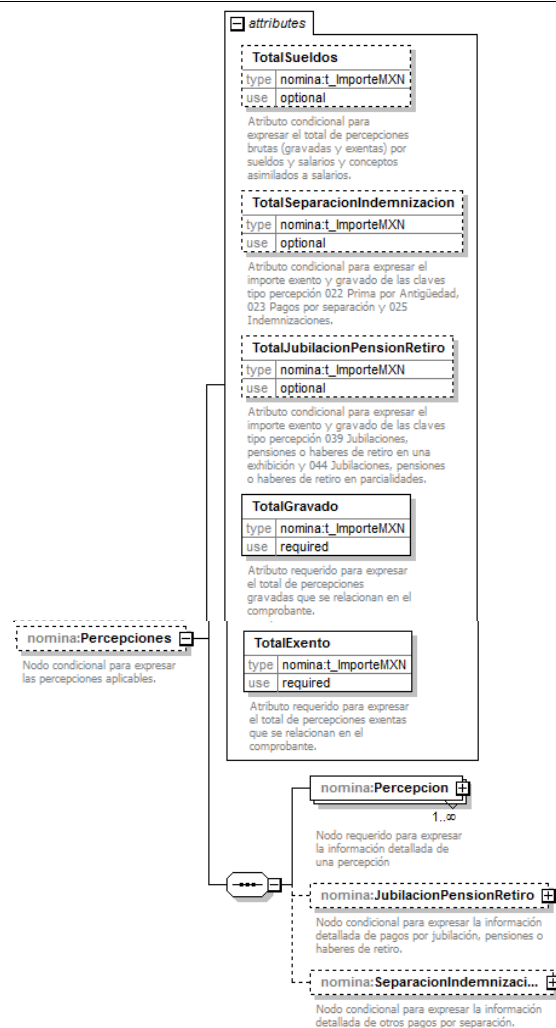 attributes
TotalSueldos
type nomina:t_ImporteMXN
use optional
Atributo condicional para
expresar el total de percepciones
brutas (gravadas y exentas) por
sueldos y salarios y conceptos
asimilados a salarios.
TotalSeparacionIndemnizacion
type nomina:t_ImporteMXN
use optional
Atributo condicional para expresar el
importe exento y gravado de las claves
tipo percepción 022 Prima por Antigüedad,
023 Pagos por separación y 025
Indemnizaciones.
TotalJubilacionPensionRetiro
type nomina:t_ImporteMXN
use optional
Atributo condicional para expresar el
importe exento y gravado de las claves
tipo percepción 039 Jubilaciones,
pensiones o haberes de retiro en una
exhibición y 044 Jubilaciones, pensiones
o haberes de retiro en parcialidades.
TotalGravado
type nomina:t_ImporteMXN
use required
Atributo requerido para expresar
el total de percepciones
gravadas que se relacionan en el
comprobante.
nomina:Percepciones
Nodo condicional para expresar
las percepciones aplicables.
TotalExento
type nomina:t_ImporteMXN
use required
Atributo requerido para expresar
el total de percepciones exentas
que se relacionan en el
comprobante.
nomina:Percepcion
1..∞
Nodo requerido para expresar
la información detallada de
una percepción
nomina:JubilacionPensionRetiro
Nodo condicional para expresar la información
detallada de pagos por jubilación, pensiones o
haberes de retiro.
nomina:SeparacionIndemnizaci...
Nodo condicional para expresar la información
detallada de otros pagos por separación.